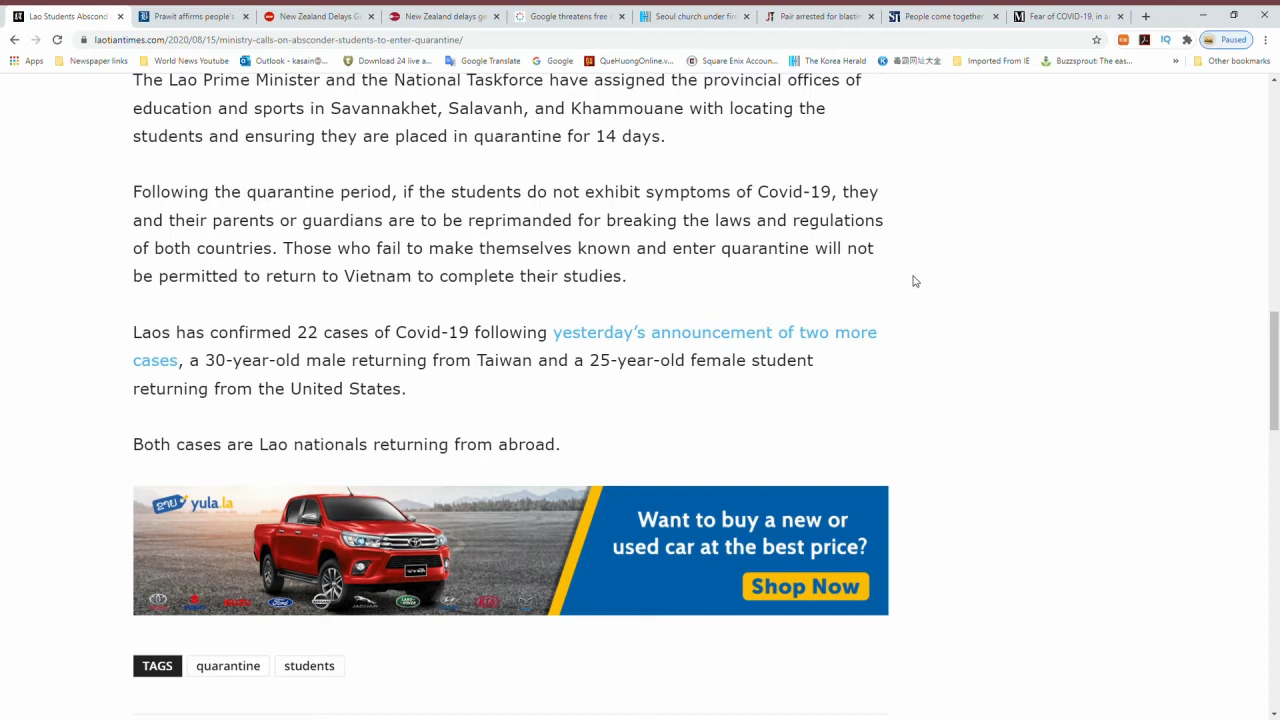 Lao Students Abscond
Prawit affirms people's
New Zealand Delays G
New Zealand delays ge
Google threatens free s
Seoul church under fire
Pair arrested for blastin
People come together
Fear of COVID-19, in a
laotiantimes.com/2020/08/15/ministry-calls-on-absconder-students-to-enter-quarantine/
Paused
Apps
Newspaper links
World News Youtube
Outlook - kasain@...
Download 24 live a...
Google Translate
Google
QueHuongOnline.v...
Square Enix Accoun...
The Korea Herald
毒霸网址大全
Imported From IE
Buzzsprout: The eas...
»
Other bookmarks
The Lao Prime Minister and the National Taskforce have assigned the provincial offices of
education and sports in Savannakhet, Salavanh, and Khammouane with locating the
students and ensuring they are placed in quarantine for 14 days.
Following the quarantine period, if the students do not exhibit symptoms of Covid-19, they
and their parents or guardians are to be reprimanded for breaking the laws and regulations
of both countries. Those who fail to make themselves known and enter quarantine will not
be permitted to return to Vietnam to complete their studies.
Laos has confirmed 22 cases of Covid-19 following yesterday's announcement of two more
cases, a 30-year-old male returning from Taiwan and a 25-year-old female student
returning from the United States.
Both cases are Lao nationals returning from abroad.
ຂາຍ yula.la
Want to buy a new or
used car at the best price?
Shop Now
TAGS
quarantine
students